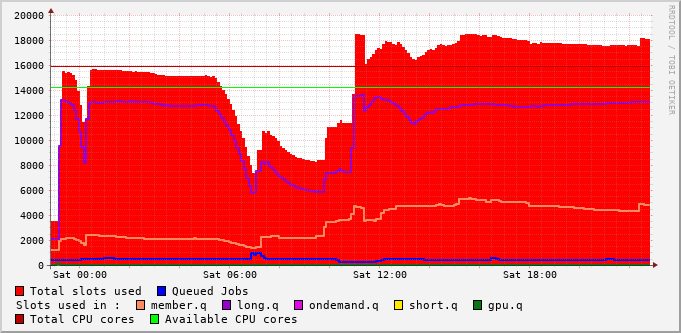 20000
18000
16000
14000
12000
10000
8000
6000
4000
2000
0
Sat 00:00 Sat 06:00 Sat 12:00 Sat 18:00
RRDTOOL / TOBI OETIKER
Total slots used Queued Jobs
Slots used in : member.q long.q ondemand.q short.q gpu.q
Total CPU cores Available CPU cores